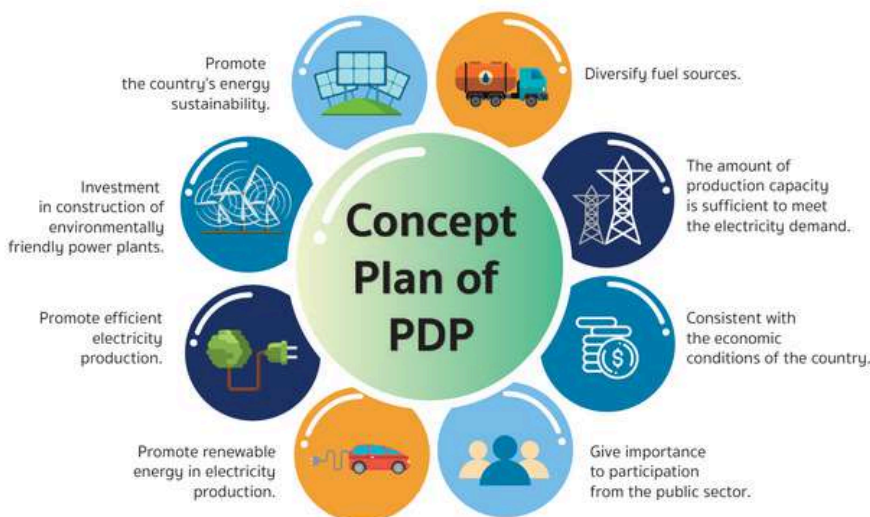 Concept
Plan of
PDP
Promote
the country's energy
sustainability.
Diversify fuel sources.
The amount of
production capacity
is sufficient to meet
the electricity demand.
Consistent with
the economic
conditions of the country.
Give importance
to participation
from the public sector.
Promote renewable
energy in electricity
production.
Promote efficient
electricity
production.
Investment
in construction of
environmentally
friendly power plants.
$